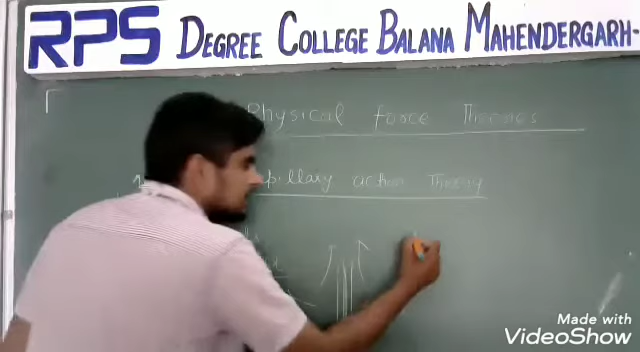 RPS DEGREE COLLEGE BALANA MAHENDERGARH-
Physical force Theories
pillary action Theory
Made with
VideoShow